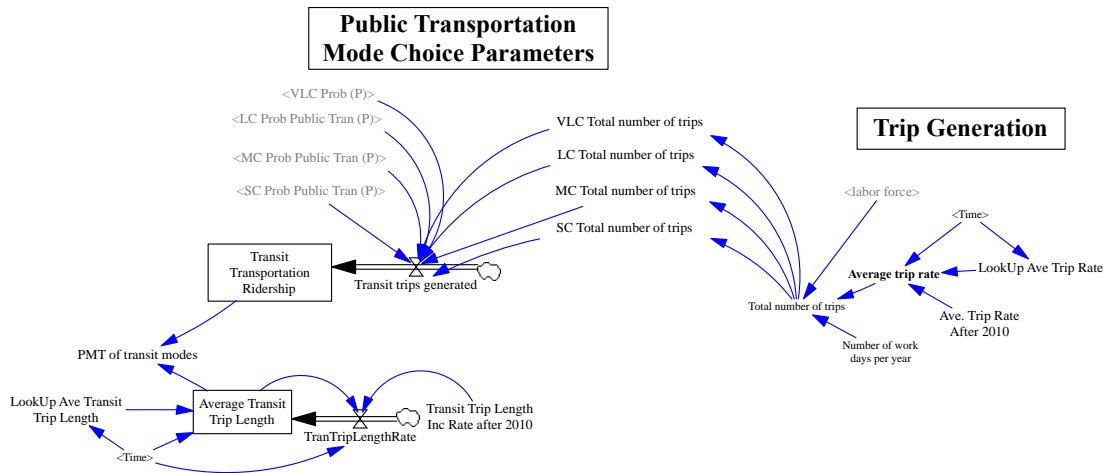 Public Transportation
Mode Choice Parameters
<VLC Prob (P)>
<LC Prob Public Tran (P)>
<MC Prob Public Tran (P)>
<SC Prob Public Tran (P)>
VLC Total number of trips
LC Total number of trips
MC Total number of trips
SC Total number of trips
Trip Generation
<labor force>
<Time>
Average trip rate
LookUp Ave Trip Rate
Total number of trips
Ave. Trip Rate
After 2010
Number of work
days per year
Transit
Transportation
Ridership
Transit trips generated
PMT of transit modes
LookUp Ave Transit
Trip Length
Average Transit
Trip Length
TranTripLengthRate
Transit Trip Length
Inc Rate after 2010
<Time>